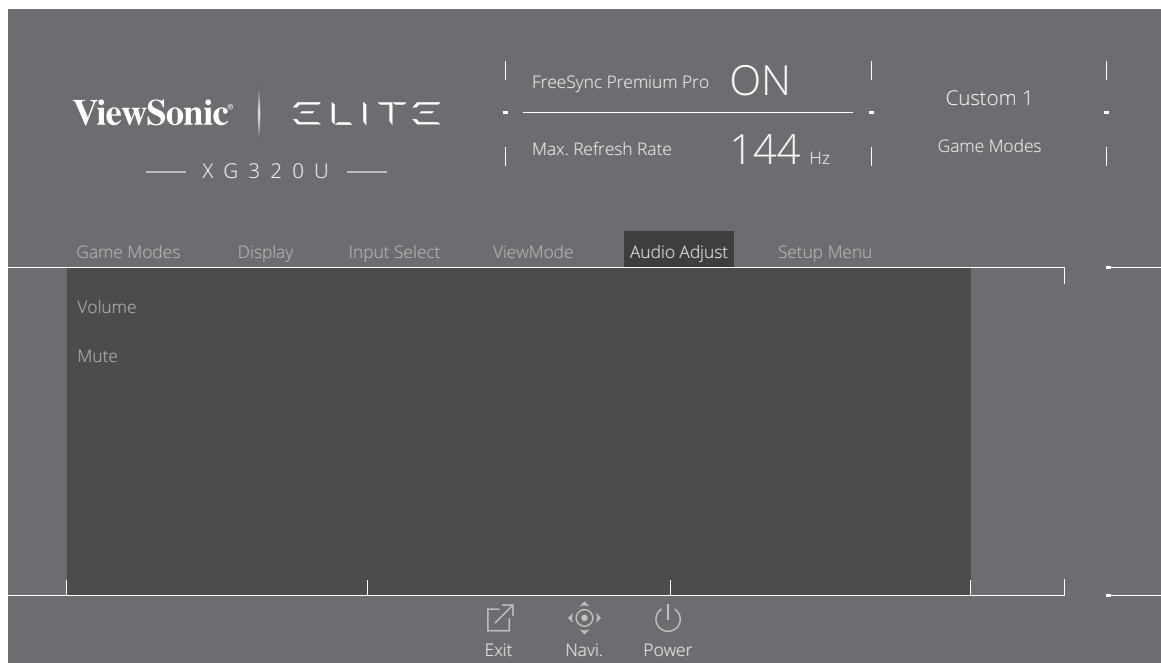 ViewSonic® ELITE
XG320U
FreeSync Premium Pro ON
Max. Refresh Rate 144 Hz
Custom 1
Game Modes
Game Modes Display Input Select ViewMode Audio Adjust Setup Menu
Volume
Mute
Exit Navi. Power